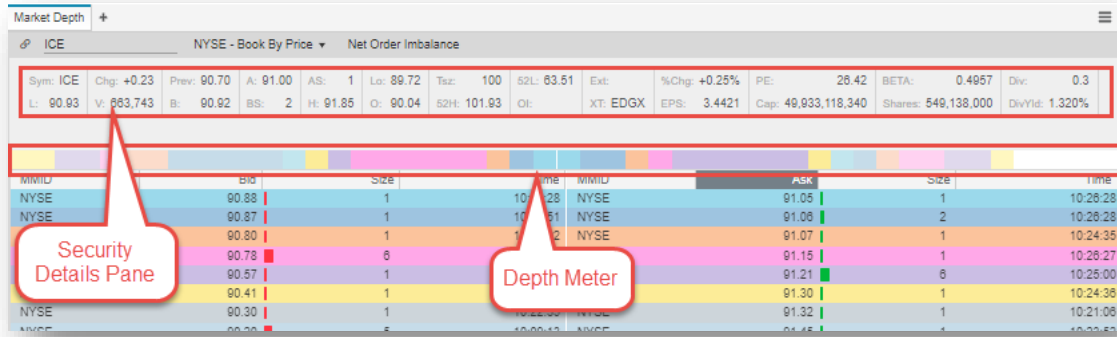 Market Depth +
ICE NYSE - Book By Price Net Order Imbalance
Sym: ICE Chg: +0.23 Prev: 90.70 A: 91.00 AS: 1 Lo: 89.72 Tsz: 100 52L: 63.51 Ext: %Chg: +0.25% PE: 26.42 BETA: 0.4957 Div: 0.3
L: 90.93 V: 663,743 B: 90.92 BS: 2 H: 91.85 O: 90.04 52H: 101.93 OI: XT: EDGX EPS: 3.4421 Cap: 49,933,118,340 Shares: 549,138,000 DivYld: 1.320%
MMID Bid Size Time MMID Ask Size Time
NYSE 90.88 1 NYSE 91.05 1 10:26:28
NYSE 90.87 1 NYSE 91.06 2 10:26:28
90.80 1 NYSE 91.07 1 10:24:35
90.78 6 91.15 1 10:26:27
90.57 1 91.21 6 10:25:00
90.41 1 91.30 1 10:24:36
NYSE 90.30 1 NYSE 91.32 1 10:21:06
NYSE NYSE
Security
Details Pane
Depth Meter